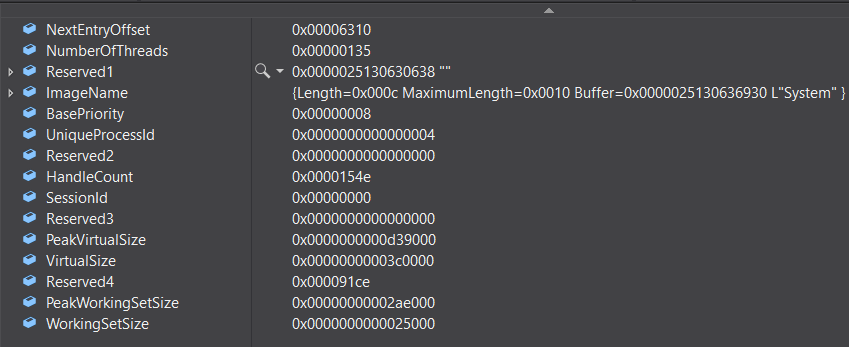 NextEntryOffset 0x00006310
NumberOfThreads 0x00000135
Reserved1 0x0000025130630638 ""
ImageName {Length=0x000c MaximumLength=0x0010 Buffer=0x0000025130636930 L"System" }
BasePriority 0x00000008
UniqueProcessId 0x0000000000000004
Reserved2 0x0000000000000000
HandleCount 0x0000154e
SessionId 0x00000000
Reserved3 0x0000000000000000
PeakVirtualSize 0x0000000000d39000
VirtualSize 0x00000000003c0000
Reserved4 0x000091ce
PeakWorkingSetSize 0x00000000002ae000
WorkingSetSize 0x0000000000025000